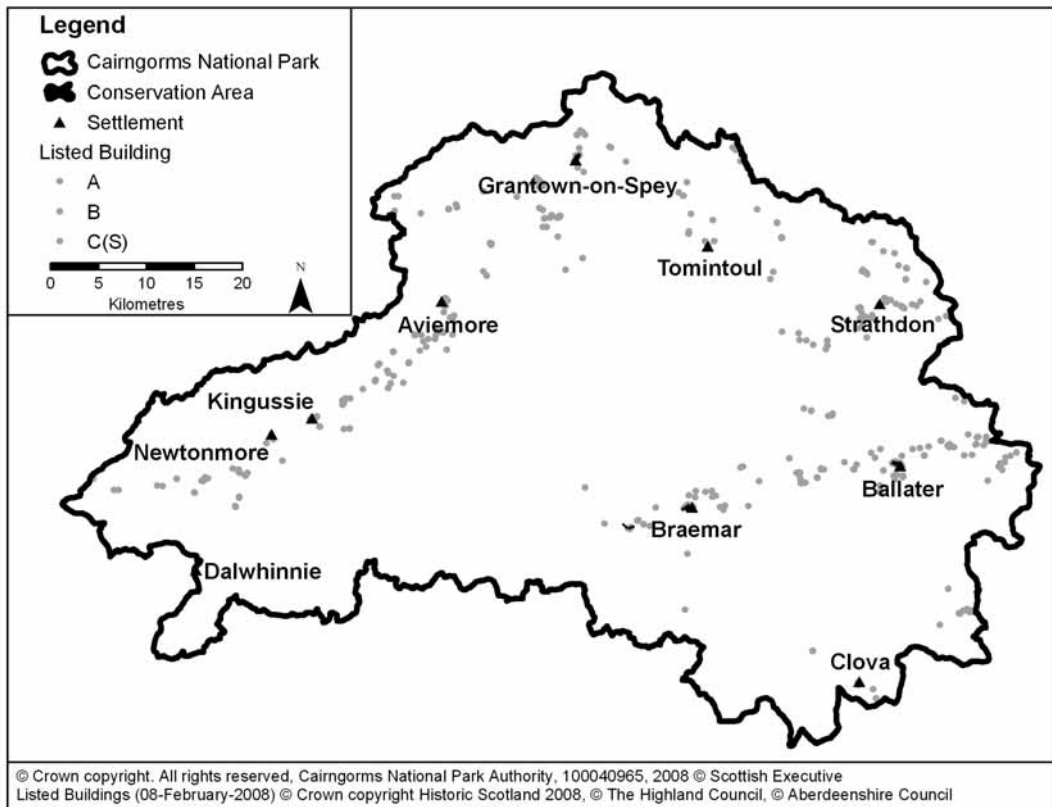 Legend
Cairngorms National Park
Conservation Area
Settlement
Listed Building
A
B
C(S)
0 5 10 15 20
Kilometres
N
Grantown-on-Spey
Tomintoul
Aviemore
Strathdon
Kingussie
Newtonmore
Ballater
Braemar
Dalwhinnie
Clova
© Crown copyright. All rights reserved, Cairngorms National Park Authority, 100040965, 2008 © Scottish Executive
Listed Buildings (08-February-2008) © Crown copyright Historic Scotland 2008, © The Highland Council, © Aberdeenshire Council